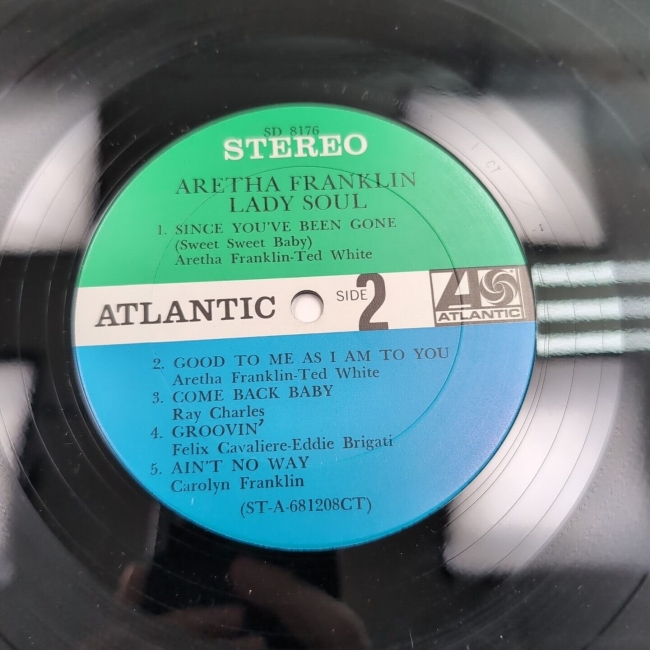 SD 8176
STEREO
ARETHA FRANKLIN
LADY SOUL
1. SINCE YOU'VE BEEN GONE
(Sweet Sweet Baby)
Aretha Franklin-Ted White
ATLANTIC
SIDE 2
ATLANTIC
2. GOOD TO ME AS I AM TO YOU
Aretha Franklin-Ted White
3. COME BACK BABY
Ray Charles
4. GROOVIN'
Felix Cavaliere-Eddie Brigati
5. AIN'T NO WAY
Carolyn Franklin
(ST-A-681208CT)